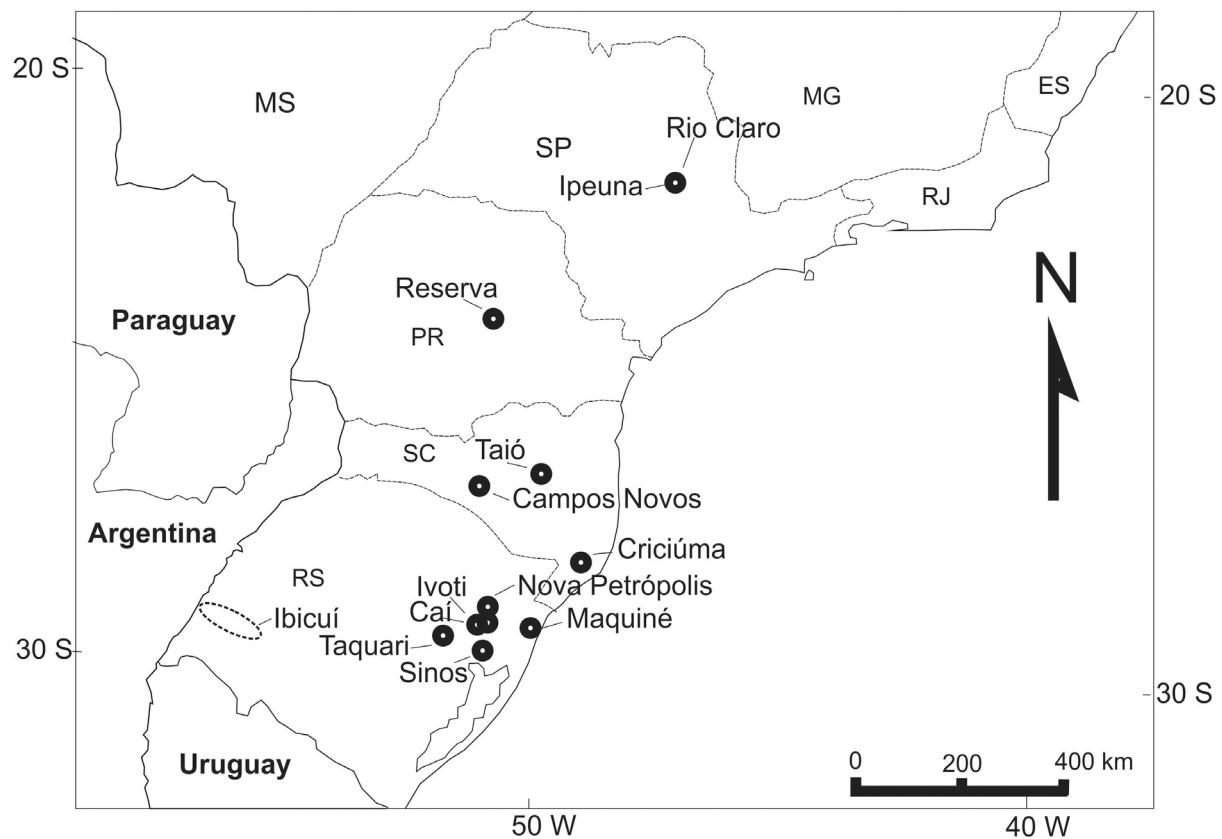 20 S
MS
MG
ES
20 S
Rio Claro
SP
Ipeuna
RJ
N
Reserva
Paraguay
PR
Taió
SC
Campos Novos
Argentina
Criciúma
RS
Ivoti
Nova Petrópolis
Ibicuí
Caí
Maquiné
Taquari
30 S
Sinos
30 S
Uruguay
0
200
400 km
50 W
40 W